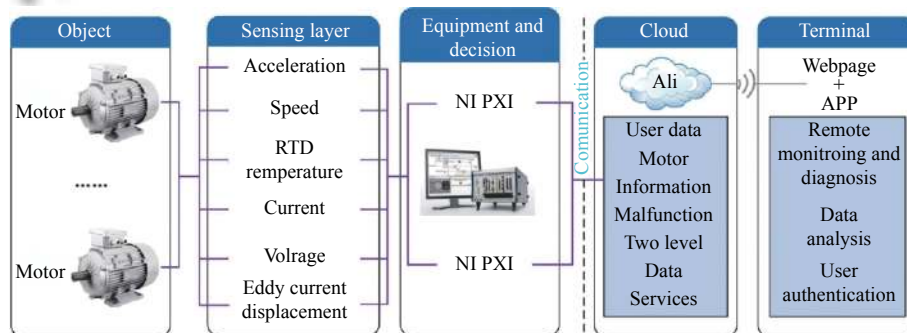 Object
Motor
......
Motor
Sensing layer
Acceleration
Speed
RTD
remperature
Current
Volrage
Eddy current
displacement
Equipment and
decision
NI PXI
NI PXI
Comunication
Cloud
Ali
User data
Motor
Information
Malfunction
Two level
Data
Services
Terminal
Webpage
+
APP
Remote
monitroing and
diagnosis
Data
analysis
User
authentication